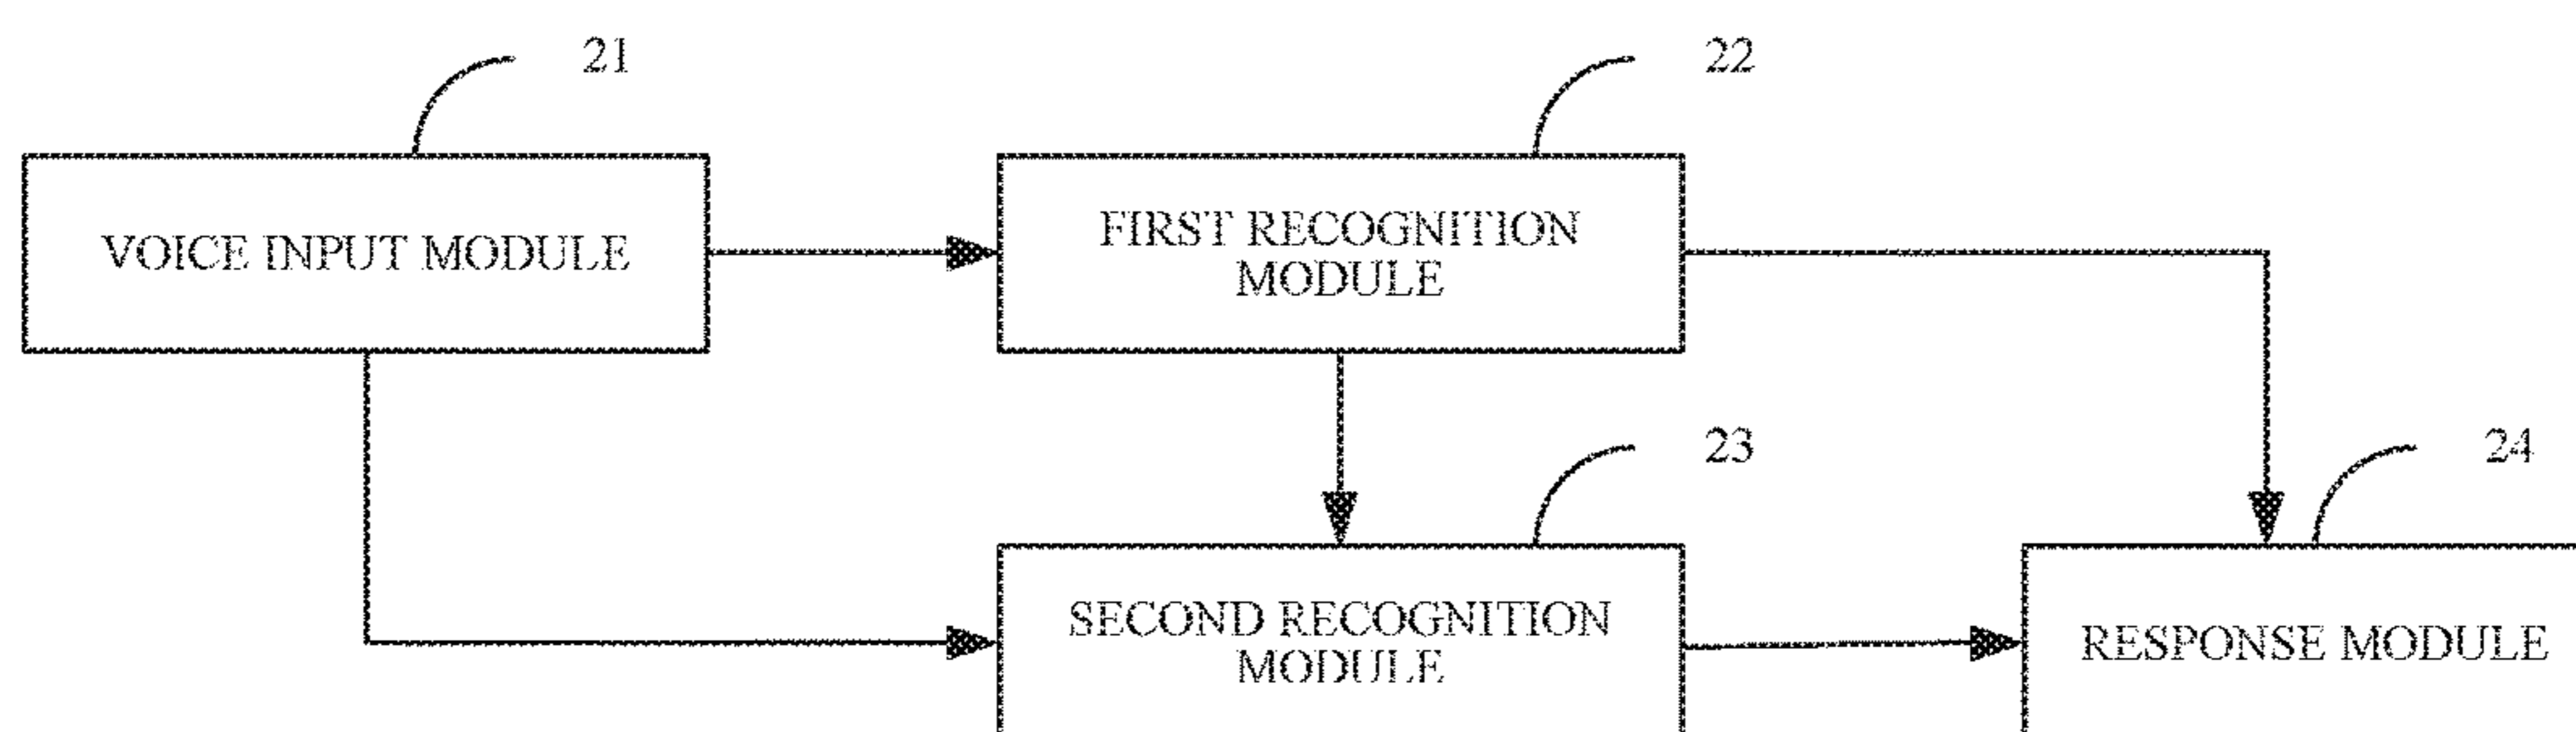 21
22
VOICE INPUT MODULE
FIRST RECOGNITION
MODULE
23
24
SECOND RECOGNITION
MODULE
RESPONSE MODULE